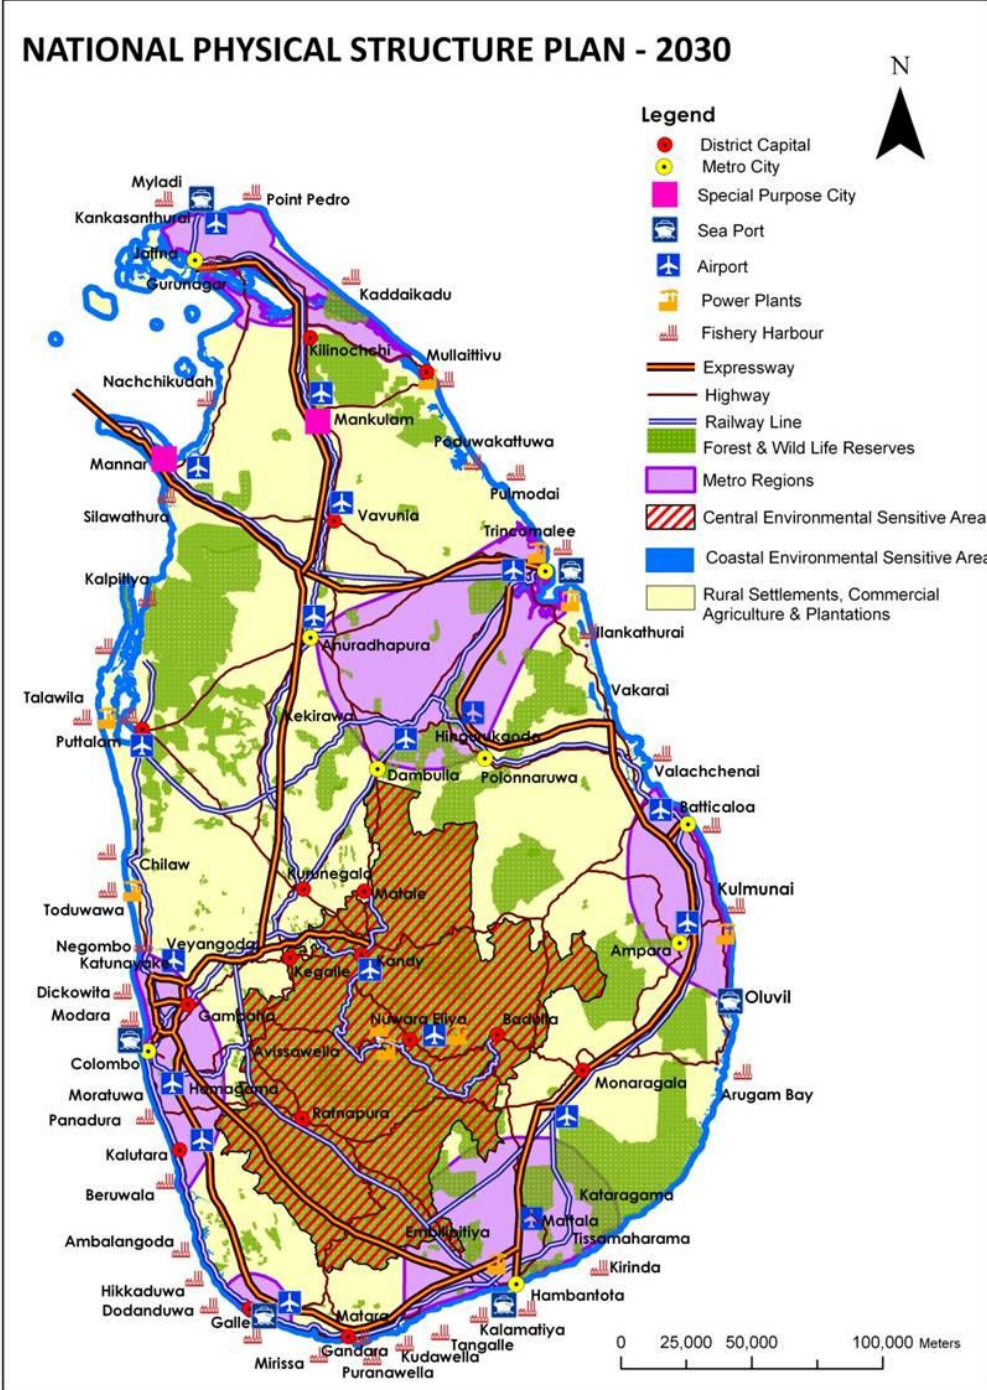 NATIONAL PHYSICAL STRUCTURE PLAN - 2030
N
Legend
District Capital
Metro City
Special Purpose City
Sea Port
Airport
Power Plants
Fishery Harbour
Expressway
Highway
Railway Line
Forest & Wild Life Reserves
Metro Regions
Central Environmental Sensitive Area
Coastal Environmental Sensitive Area
Rural Settlements, Commercial
Agriculture & Plantations
Myladi
Point Pedro
Kankasanthurai
Jaffna
Gurunagar
Kaddaikadu
Kilinochchi
Mullaittivu
Nachchikudah
Mankulam
Poduwakattuwa
Mannar
Pulmodai
Silawathura
Vavunia
Trincomalee
Kalpitiya
Illankathurai
Anuradhapura
Vakarai
Talawila
Kekirawa
Puttalam
Hingurukgoda
Valachchenai
Dambulla
Polonnaruwa
Batticaloa
Chilaw
Kurunegala
Matale
Kulmunai
Toduwawa
Negombo
Veyangoda
Ampara
Katunayake
Kegalle
Kandy
Dickowita
Oluvil
Modara
Gampaha
Nuwara Eliya
Badulla
Avissawella
Colombo
Monaragala
Moratuwa
Homagama
Arugam Bay
Panadura
Ratnapura
Kalutara
Beruwala
Kataragama
Mattala
Embilipitiya
Tissamaharama
Ambalangoda
Kirinda
Hikkaduwa
Hambantota
Dodanduwa
Galle
Matara
Kalamatiya
Tangalle
Gandara
Kudawella
Mirissa
Puranawella
0 25,000 50,000 100,000 Meters